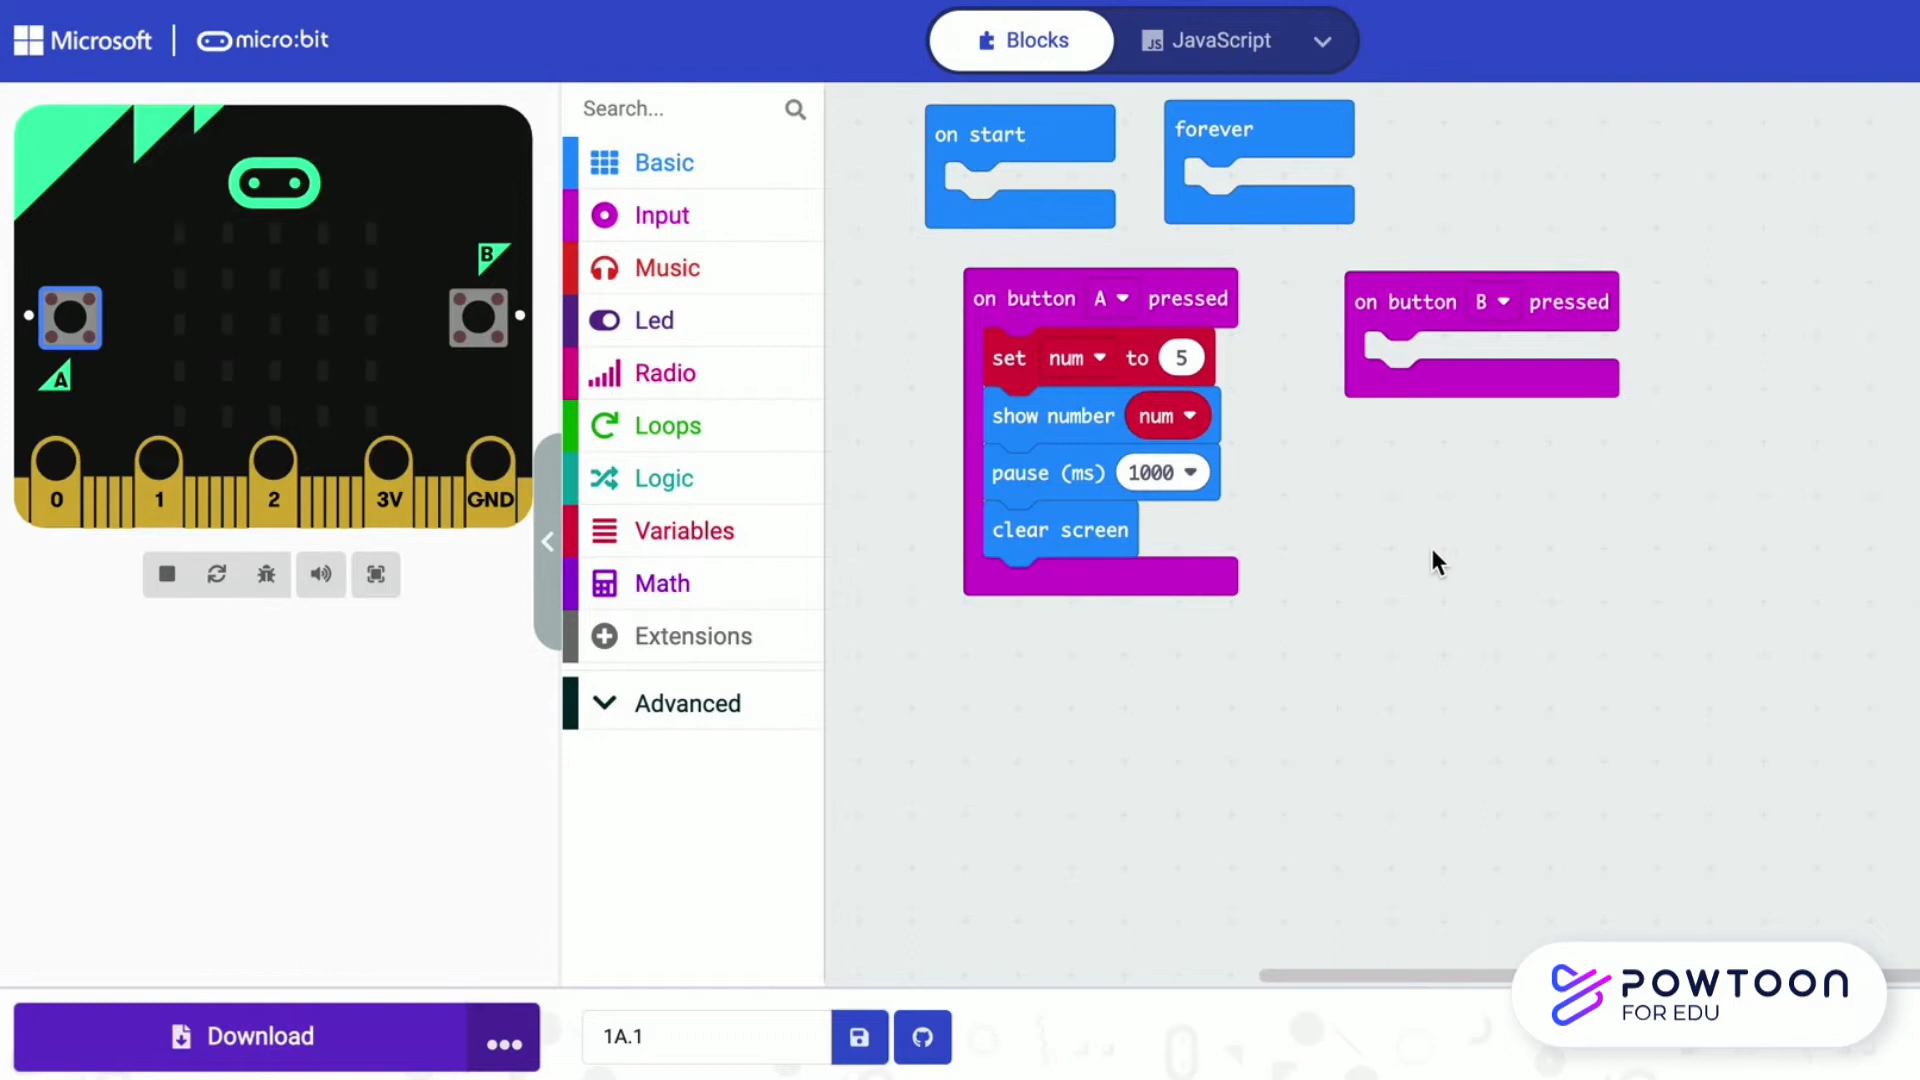 Microsoft | micro:bit
Blocks
JavaScript
Search...
Basic
Input
Music
Led
Radio
Loops
Logic
Variables
Math
Extensions
Advanced
B
A
0
1
2
3V
GND
on start
forever
on button A pressed
set num to 5
show number num
pause (ms) 1000
clear screen
on button B pressed
Download
1A.1
POWTOON
FOR EDU